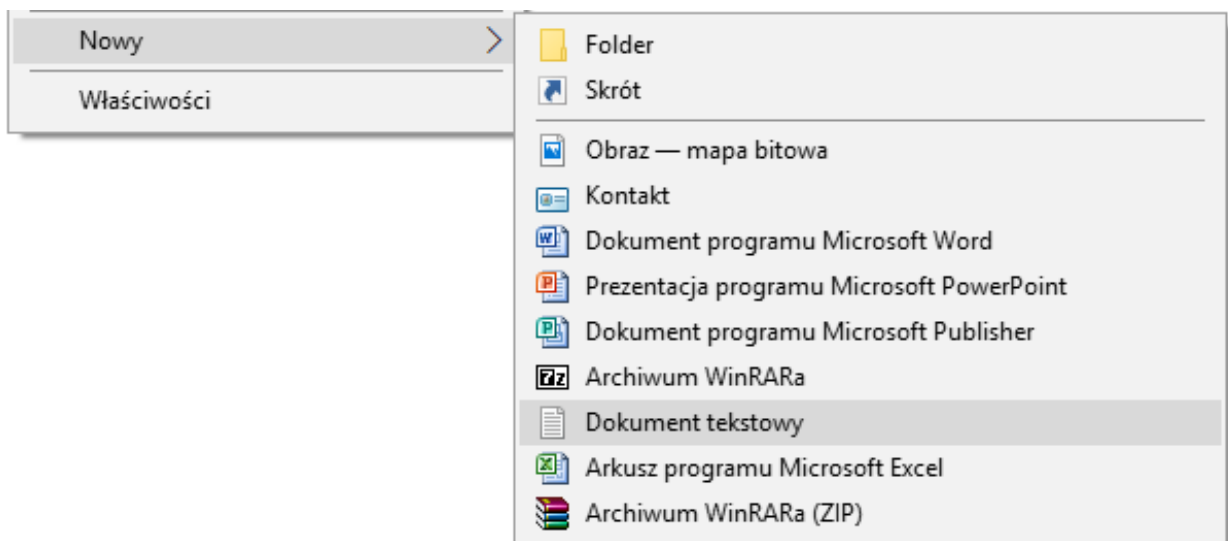 Nowy
Właściwości
Folder
Skrót
Obraz — mapa bitowa
Kontakt
Dokument programu Microsoft Word
Prezentacja programu Microsoft PowerPoint
Dokument programu Microsoft Publisher
7z Archiwum WinRARa
Dokument tekstowy
Arkusz programu Microsoft Excel
Archiwum WinRARa (ZIP)